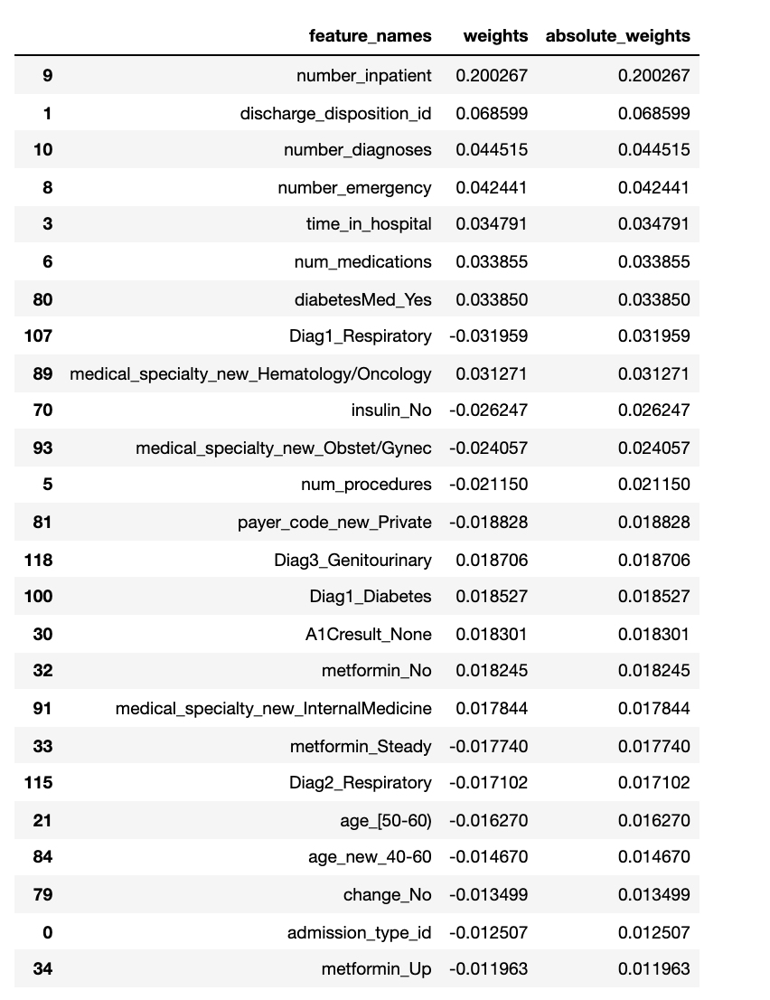 feature_names weights absolute_weights
9 number_inpatient 0.200267 0.200267
1 discharge_disposition_id 0.068599 0.068599
10 number_diagnoses 0.044515 0.044515
8 number_emergency 0.042441 0.042441
3 time_in_hospital 0.034791 0.034791
6 num_medications 0.033855 0.033855
80 diabetesMed_Yes 0.033850 0.033850
107 Diag1_Respiratory -0.031959 0.031959
89 medical_specialty_new_Hematology/Oncology 0.031271 0.031271
70 insulin_No -0.026247 0.026247
93 medical_specialty_new_Obstet/Gynec -0.024057 0.024057
5 num_procedures -0.021150 0.021150
81 payer_code_new_Private -0.018828 0.018828
118 Diag3_Genitourinary 0.018706 0.018706
100 Diag1_Diabetes 0.018527 0.018527
30 A1Cresult_None 0.018301 0.018301
32 metformin_No 0.018245 0.018245
91 medical_specialty_new_InternalMedicine 0.017844 0.017844
33 metformin_Steady -0.017740 0.017740
115 Diag2_Respiratory -0.017102 0.017102
21 age_[50-60) -0.016270 0.016270
84 age_new_40-60 -0.014670 0.014670
79 change_No -0.013499 0.013499
0 admission_type_id -0.012507 0.012507
34 metformin_Up -0.011963 0.011963